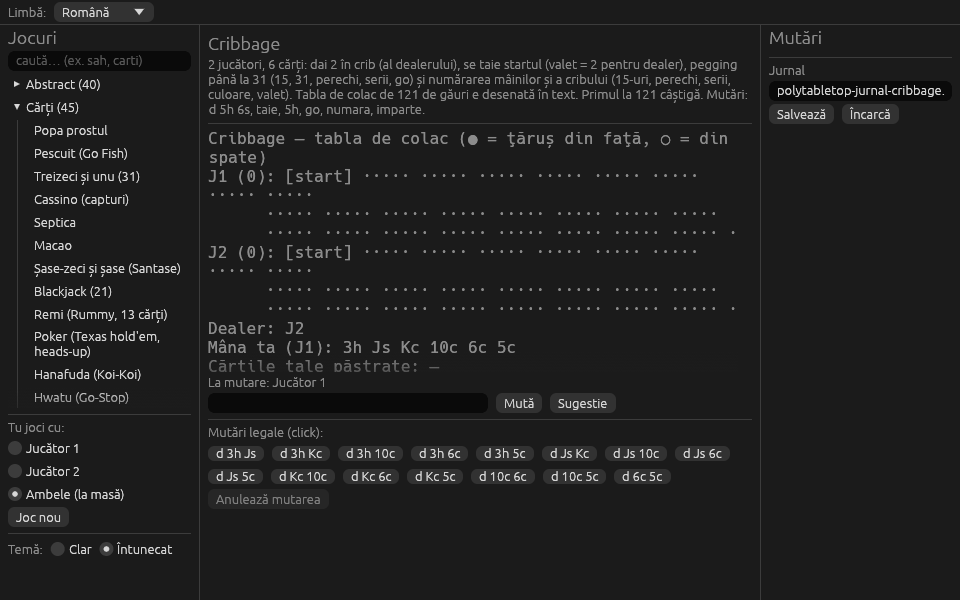 Limbă: Română
Jocuri
caută... (ex. sah, carti)
Abstract (40)
Cărți (45)
Popa prostul
Pescuit (Go Fish)
Treizeci și unu (31)
Cassino (capturi)
Septica
Macao
Șase-zeci și șase (Santase)
Blackjack (21)
Remi (Rummy, 13 cărți)
Poker (Texas hold'em,
heads-up)
Hanafuda (Koi-Koi)
Hwatu (Go-Stop)
Tu joci cu:
Jucător 1
Jucător 2
Ambele (la masă)
Joc nou
Temă: Clar Întunecat
Cribbage
2 jucători, 6 cărți: dai 2 în crib (al dealerului), se taie startul (valet = 2 pentru dealer), pegging
până la 31 (15, 31, perechi, serii, go) și numărarea mâinilor și a cribului (15-uri, perechi, serii,
culoare, valet). Tabla de colac de 121 de găuri e desenată în text. Primul la 121 câștigă. Mutări:
d 5h 6s, taie, 5h, go, numara, imparte.
Cribbage — tabla de colac (● = țăruș din față, ○ = din
spate)
J1 (0): [start] ····· ····· ····· ····· ····· ·····
····· ·····
····· ····· ····· ····· ····· ····· ····· ·····
····· ····· ····· ····· ····· ····· ····· ····· ·
J2 (0): [start] ····· ····· ····· ····· ····· ·····
····· ·····
····· ····· ····· ····· ····· ····· ····· ·····
····· ····· ····· ····· ····· ····· ····· ····· ·
Dealer: J2
Mâna ta (J1): 3h Js Kc 10c 6c 5c
Cărțile tale păstrate: —
La mutare: Jucător 1
Mută Sugestie
Mutări legale (click):
d 3h Js d 3h Kc d 3h 10c d 3h 6c d 3h 5c d Js Kc d Js 10c d Js 6c
d Js 5c d Kc 10c d Kc 6c d Kc 5c d 10c 6c d 10c 5c d 6c 5c
Anulează mutarea
Mutări
Jurnal
polytabletop-jurnal-cribbage.
Salvează Încarcă